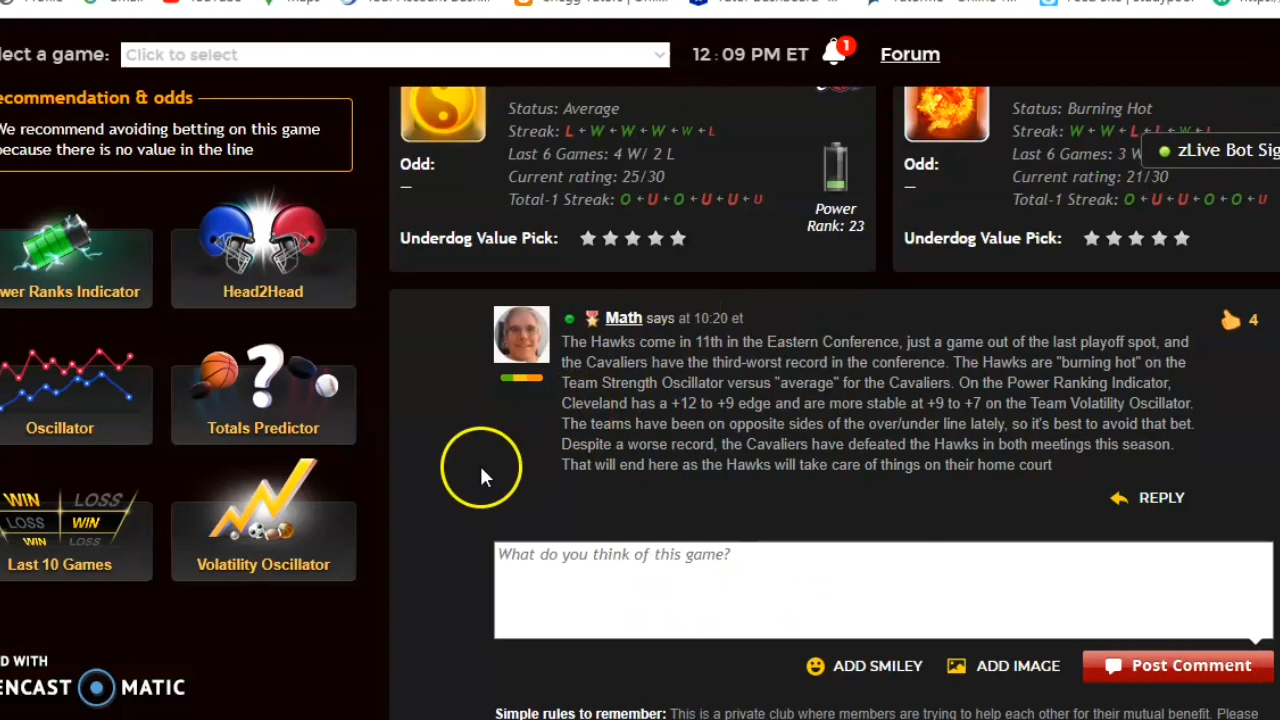 YouTube
Maps
lect a game:
Click to select
12:09 PM ET
1
Forum
ecommendation & odds
We recommend avoiding betting on this game
because there is no value in the line
wer Ranks Indicator
Head2Head
Oscillator
Totals Predictor
WIN LOSS
LOSS WIN
WIN LOSS
Last 10 Games
Volatility Oscillator
D WITH
ENCAST MATIC
Status: Average
Streak: L + W + W + W + W + L
Odd:
Last 6 Games: 4 W/ 2 L
—
Current rating: 25/30
Total-1 Streak: O + U + O + U + U + U
Power
Rank: 23
Underdog Value Pick:
Status: Burning Hot
Streak: W + W + L + L + W + L
zLive Bot Sig
Odd:
Last 6 Games: 3 W
—
Current rating: 21/30
Total-1 Streak: O + U + U + O + O + U
Underdog Value Pick:
Math says at 10:20 et
4
The Hawks come in 11th in the Eastern Conference, just a game out of the last playoff spot, and
the Cavaliers have the third-worst record in the conference. The Hawks are "burning hot" on the
Team Strength Oscillator versus "average" for the Cavaliers. On the Power Ranking Indicator,
Cleveland has a +12 to +9 edge and are more stable at +9 to +7 on the Team Volatility Oscillator.
The teams have been on opposite sides of the over/under line lately, so it's best to avoid that bet.
Despite a worse record, the Cavaliers have defeated the Hawks in both meetings this season.
That will end here as the Hawks will take care of things on their home court
REPLY
What do you think of this game?
ADD SMILEY
ADD IMAGE
Post Comment
Simple rules to remember: This is a private club where members are trying to help each other for their mutual benefit. Please